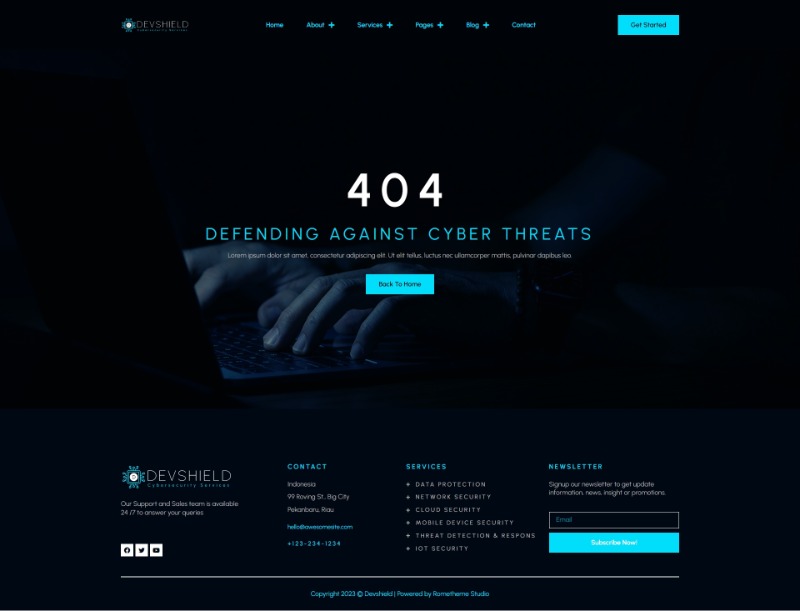 DEVSHIELD
Cybersecurity Services
Home
About
Services
Pages
Blog
Contact
Get Started
404
DEFENDING AGAINST CYBER THREATS
Lorem ipsum dolor sit amet, consectetur adipiscing elit. Ut elit tellus, luctus nec ullamcorper mattis, pulvinar dapibus leo.
Back To Home
DEVSHIELD
Cybersecurity Services
Our Support and Sales team is available
24 /7 to answer your queries
CONTACT
Indonesia
99 Roving St., Big City
Pekanbaru, Riau
hello@awesomesite.com
+123-234-1234
SERVICES
DATA PROTECTION
NETWORK SECURITY
CLOUD SECURITY
MOBILE DEVICE SECURITY
THREAT DETECTION & RESPONS
IOT SECURITY
NEWSLETTER
Signup our newsletter to get update
information, news, insight or promotions.
Email
Subscribe Now!
Copyright 2023 © Devshield | Powered by Rometheme Studio